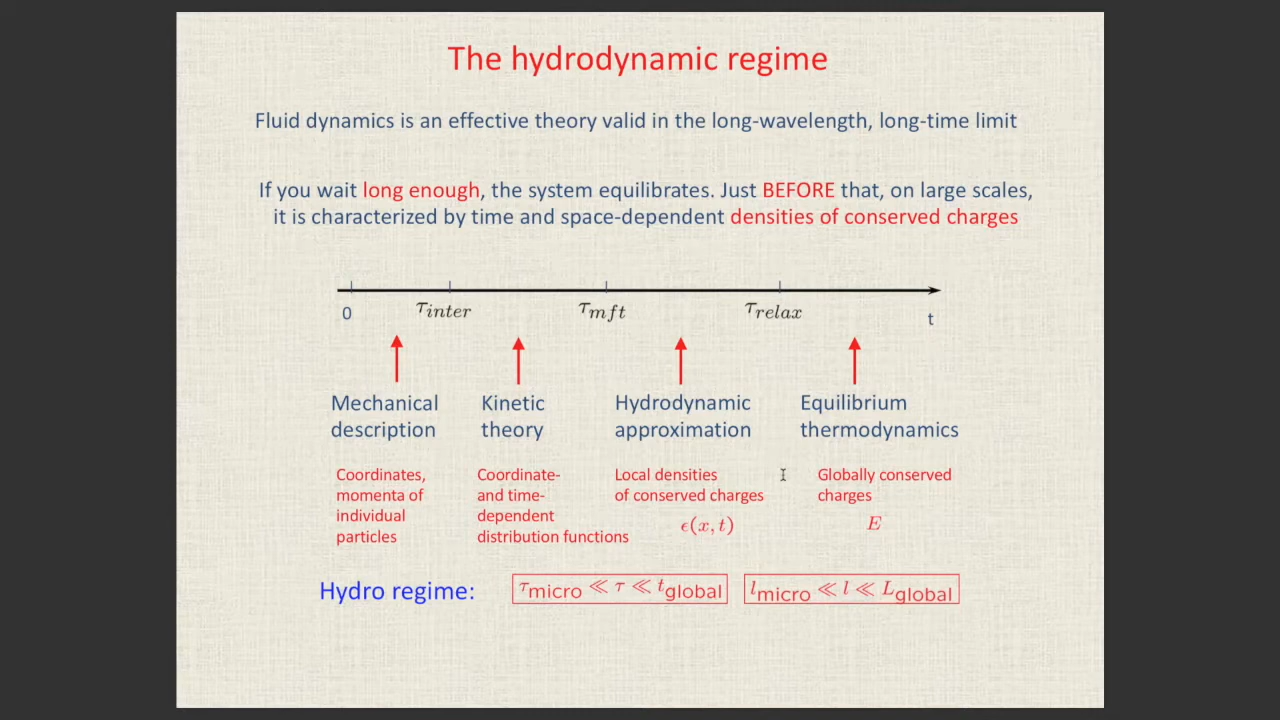 The hydrodynamic regime
Fluid dynamics is an effective theory valid in the long-wavelength, long-time limit
If you wait long enough, the system equilibrates. Just BEFORE that, on large scales,
it is characterized by time and space-dependent densities of conserved charges
0 τ_inter τ_mft τ_relax t
Mechanical
description
Kinetic
theory
Hydrodynamic
approximation
Equilibrium
thermodynamics
Coordinates,
momenta of
individual
particles
Coordinate-
and time-
dependent
distribution functions
Local densities
of conserved charges
ϵ(x, t)
Globally conserved
charges
E
Hydro regime: τ_micro ≪ τ ≪ t_global l_micro ≪ l ≪ L_global